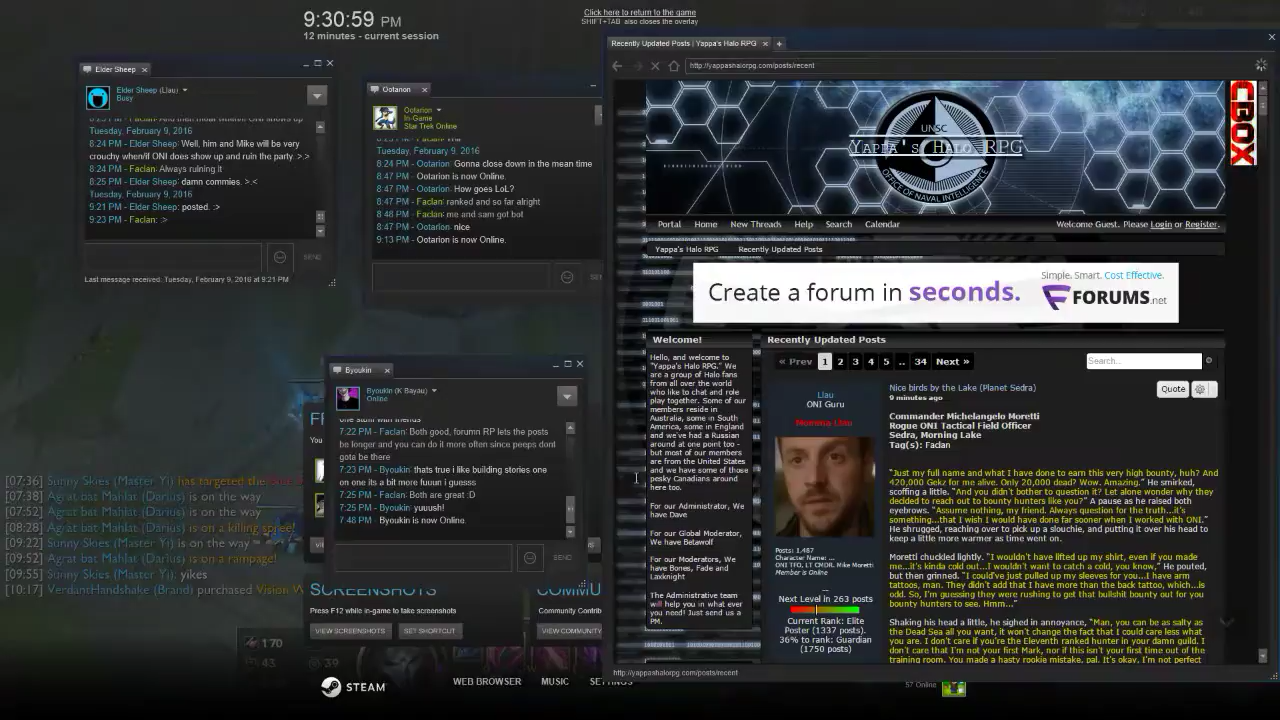 9:30:59 PM
12 minutes - current session
Click here to return to the game
SHIFT+TAB also closes the overlay
Elder Sheep
Elder Sheep (Llau)
Busy
Tuesday, February 9, 2016
8:24 PM - Elder Sheep: Well, him and Mike will be very
crouchy when/if ONI does show up and ruin the party. >.>
8:24 PM - Faclan: Always ruining it
8:25 PM - Elder Sheep: damn commies. >.<
Tuesday, February 9, 2016
9:21 PM - Elder Sheep: posted. :>
9:23 PM - Faclan: :>
SEND
Last message received: Tuesday, February 9, 2016 at 9:21 PM
Ootarion
Ootarion
In-Game
Star Trek Online
Tuesday, February 9, 2016
8:24 PM - Ootarion: Gonna close down in the mean time
8:47 PM - Ootarion is now Online.
8:47 PM - Ootarion: How goes LoL?
8:47 PM - Faclan: ranked and so far alright
8:48 PM - Faclan: me and sam got bot
8:48 PM - Ootarion: nice
9:13 PM - Ootarion is now Online.
Byoukin
Byoukin (K Bayau)
Online
7:22 PM - Faclan: Both good, forumn RP lets the posts
be longer and you can do it more often since peeps dont
gota be there
7:23 PM - Byoukin: thats true i like building stories one
on one its a bit more fuun i guess
7:25 PM - Faclan: Both are great :D
7:25 PM - Byoukin: yuuush!
7:48 PM - Byoukin is now Online.
SEND
[07:36] Sunny Skies (Master Yi) has targeted the
[07:38] Agrat bat Mahlat (Darius) is on the way
[07:52] Agrat bat Mahlat (Darius) is on the way
[08:28] Agrat bat Mahlat (Darius) is on a killing spree!
[09:22] Sunny Skies (Master Yi) is on the way
[09:52] Agrat bat Mahlat (Darius) is on a rampage!
[09:55] Sunny Skies (Master Yi): yikes
[10:17] VerdantHandshake (Brand) purchased Vision W
170
43
39
SCREENSHOTS
Press F12 while in-game to take screenshots
VIEW SCREENSHOTS
SET SHORTCUT
COMMU
Community Contribu
VIEW COMMUNITY
STEAM
WEB BROWSER
MUSIC
SETTINGS
57 Online
Recently Updated Posts | Yappa's Halo RPG
http://yappashalorpg.com/posts/recent
UNSC
YAPPA'S HALO RPG
OFFICE OF NAVAL INTELLIGENCE
CBOX
Portal Home New Threads Help Search Calendar
Welcome Guest. Please Login or Register.
Yappa's Halo RPG
Recently Updated Posts
Create a forum in seconds.
Simple. Smart. Cost Effective.
FORUMS.net
Welcome!
Hello, and welcome to
"Yappa's Halo RPG." We
are a group of Halo fans
from all over the world
who like to chat and role
play together. Some of our
members reside in
Australia, some in South
America, some in England
and we've had a Russian
around at one point too -
but most of our members
are from the United States
and we have some of those
pesky Canadians around
here too.
For our Administrator, We
have Dave
For our Global Moderator,
We have Betawolf
For our Moderators, We
have Bones, Fade and
Laxknight
The Administrative team
will help you in what ever
you need! Just send us a
PM.
Recently Updated Posts
« Prev 1 2 3 4 5 .. 34 Next »
Search...
Llau
ONI Guru
Posts: 1,487
Character Name: ...
ONI TFO, LT CMDR. Mike Moretti
Member is Online
Next Level in 263 posts
Current Rank: Elite
Poster (1337 posts).
36% to rank: Guardian
(1750 posts)
Nice birds by the Lake (Planet Sedra)
9 minutes ago
Quote
Commander Michelangelo Moretti
Rogue ONI Tactical Field Officer
Sedra, Morning Lake
Tag(s): Faclan
"Just my full name and what I have done to earn this very high bounty, huh? And
420,000 Gekz for me alive. Only 20,000 dead? Wow. Amazing." He smirked,
scoffing a little. "And you didn't bother to question it? Let alone wonder why they
decided to reach out to bounty hunters like you?" A pause as he raised both
eyebrows. "Assume nothing, my friend. Always question for the truth...it's
something...that I wish I would have done far sooner when I worked with ONI."
He shrugged, reaching over to pick up a slouchie, and putting it over his head to
keep a little more warmer as time went on.
Moretti chuckled lightly. "I wouldn't have lifted up my shirt, even if you made
me...it's kinda cold out...I wouldn't want to catch a cold, you know," He pouted,
but then grinned. "I could've just pulled up my sleeves for you...I have arm
tattoos, man. They didn't add that I have more than the back tattoo, which...is
odd. So, I'm guessing they were rushing to get that bullshit bounty out for you
bounty hunters to see. Hmm..."
Shaking his head a little, he sighed in annoyance, "Man, you can be as salty as
the Dead Sea all you want, it won't change the fact that I could care less what
you are. I don't care if you're the Eleventh ranked hunter in your damn guild. I
don't care that I'm not your first Mark, nor if this isn't your first time out of the
training room. You made a hasty rookie mistake, pal. It's okay, I'm not perfect
http://yappashalorpg.com/posts/recent